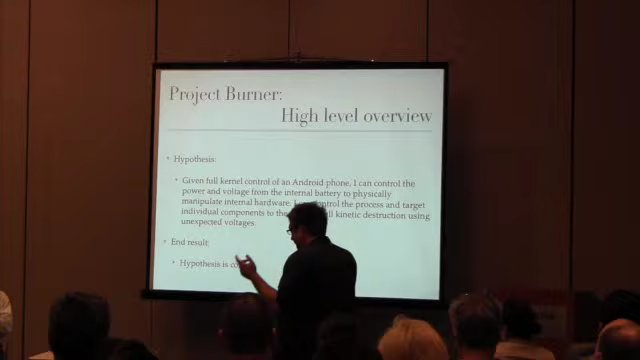 Project Burner:
High level overview
• Hypothesis:
• Given full kernel control of an Android phone, I can control the
power and voltage from the internal battery to physically
manipulate internal hardware. I control the process and target
individual components to the kinetic destruction using
unexpected voltages.
• End result:
• Hypothesis is